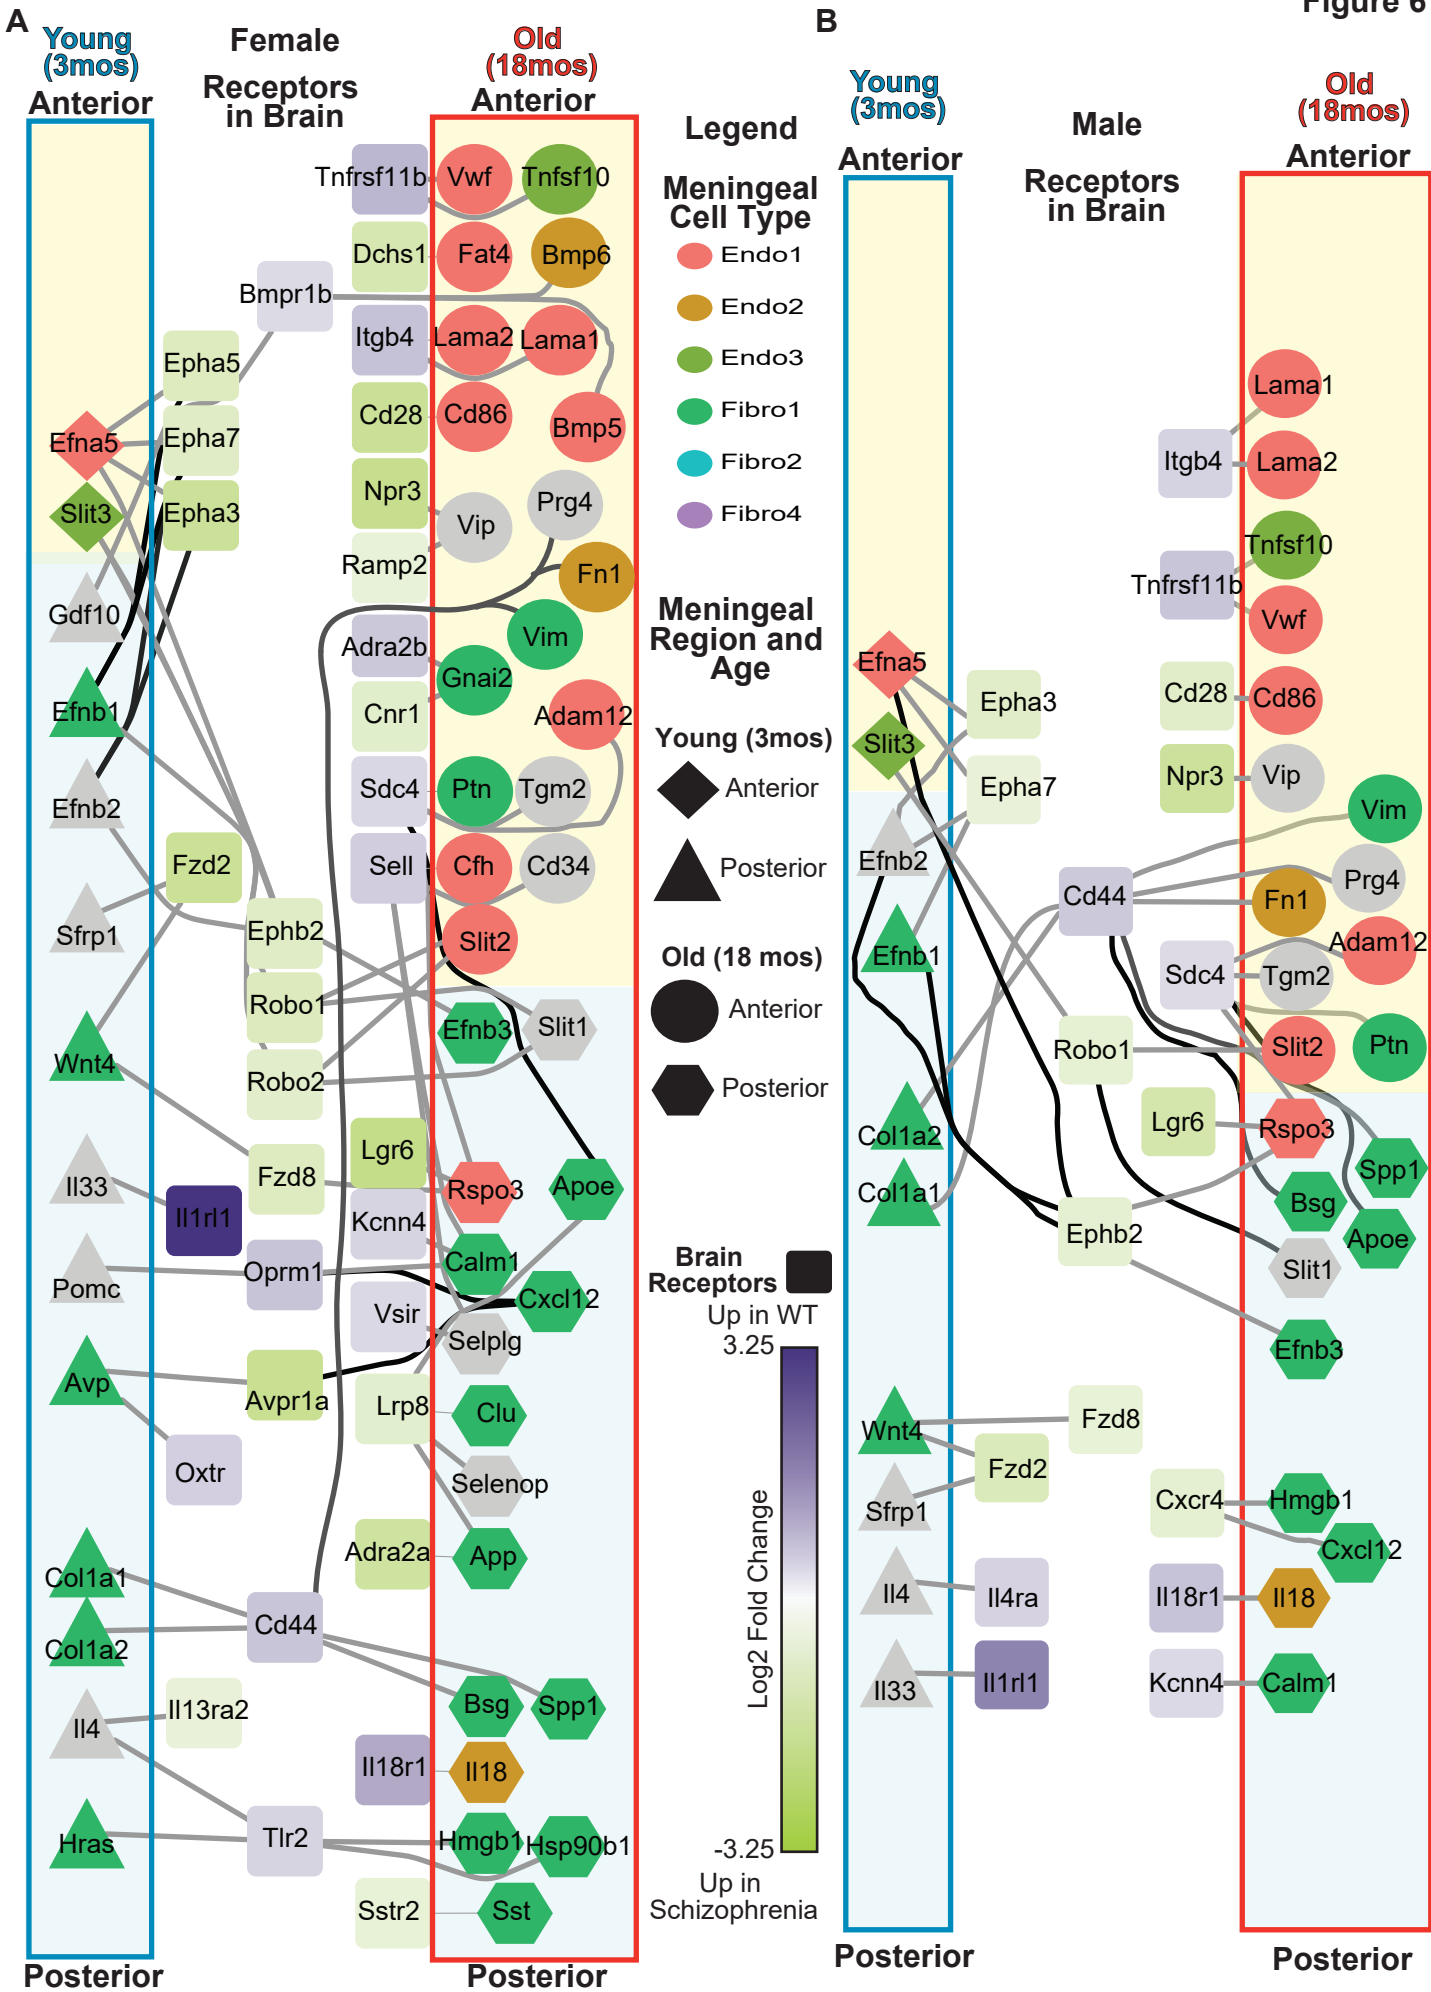 Figure 6
A
Young
(3mos)
Anterior
Female
Receptors
in Brain
Old
(18mos)
Anterior
Tnfrsf11b
Vwf
Tnfsf10
Dchs1
Fat4
Bmp6
Bmpr1b
Itgb4
Lama2
Lama1
Epha5
Cd28
Cd86
Bmp5
Efna5
Epha7
Npr3
Prg4
Slit3
Epha3
Vip
Ramp2
Fn1
Gdf10
Adra2b
Vim
Gnai2
Efnb1
Cnr1
Adam12
Efnb2
Sdc4
Ptn
Tgm2
Fzd2
Sell
Cfh
Cd34
Sfrp1
Ephb2
Slit2
Robo1
Efnb3
Slit1
Wnt4
Robo2
Lgr6
Il33
Fzd8
Rspo3
Apoe
Il1rl1
Kcnn4
Pomc
Oprm1
Calm1
Vsir
Cxcl12
Selplg
Avp
Avpr1a
Lrp8
Clu
Oxtr
Selenop
Adra2a
App
Col1a1
Cd44
Col1a2
Il4
Il13ra2
Bsg
Spp1
Il18r1
Il18
Hras
Tlr2
Hmgb1
Hsp90b1
Sstr2
Sst
Posterior
Posterior
Legend
Meningeal
Cell Type
Endo1
Endo2
Endo3
Fibro1
Fibro2
Fibro4
Meningeal
Region and
Age
Young (3mos)
Anterior
Posterior
Old (18 mos)
Anterior
Posterior
Brain
Receptors
Up in WT
3.25
Log2 Fold Change
-3.25
Up in
Schizophrenia
B
Young
(3mos)
Anterior
Male
Receptors
in Brain
Old
(18mos)
Anterior
Lama1
Itgb4
Lama2
Tnfsf10
Tnfrsf11b
Vwf
Efna5
Epha3
Cd28
Cd86
Slit3
Epha7
Npr3
Vip
Vim
Efnb2
Cd44
Prg4
Fn1
Efnb1
Adam12
Sdc4
Tgm2
Robo1
Slit2
Ptn
Col1a2
Lgr6
Rspo3
Spp1
Col1a1
Bsg
Ephb2
Apoe
Slit1
Efnb3
Wnt4
Fzd8
Fzd2
Sfrp1
Cxcr4
Hmgb1
Cxcl12
Il4
Il4ra
Il18r1
Il18
Il33
Il1rl1
Kcnn4
Calm1
Posterior
Posterior